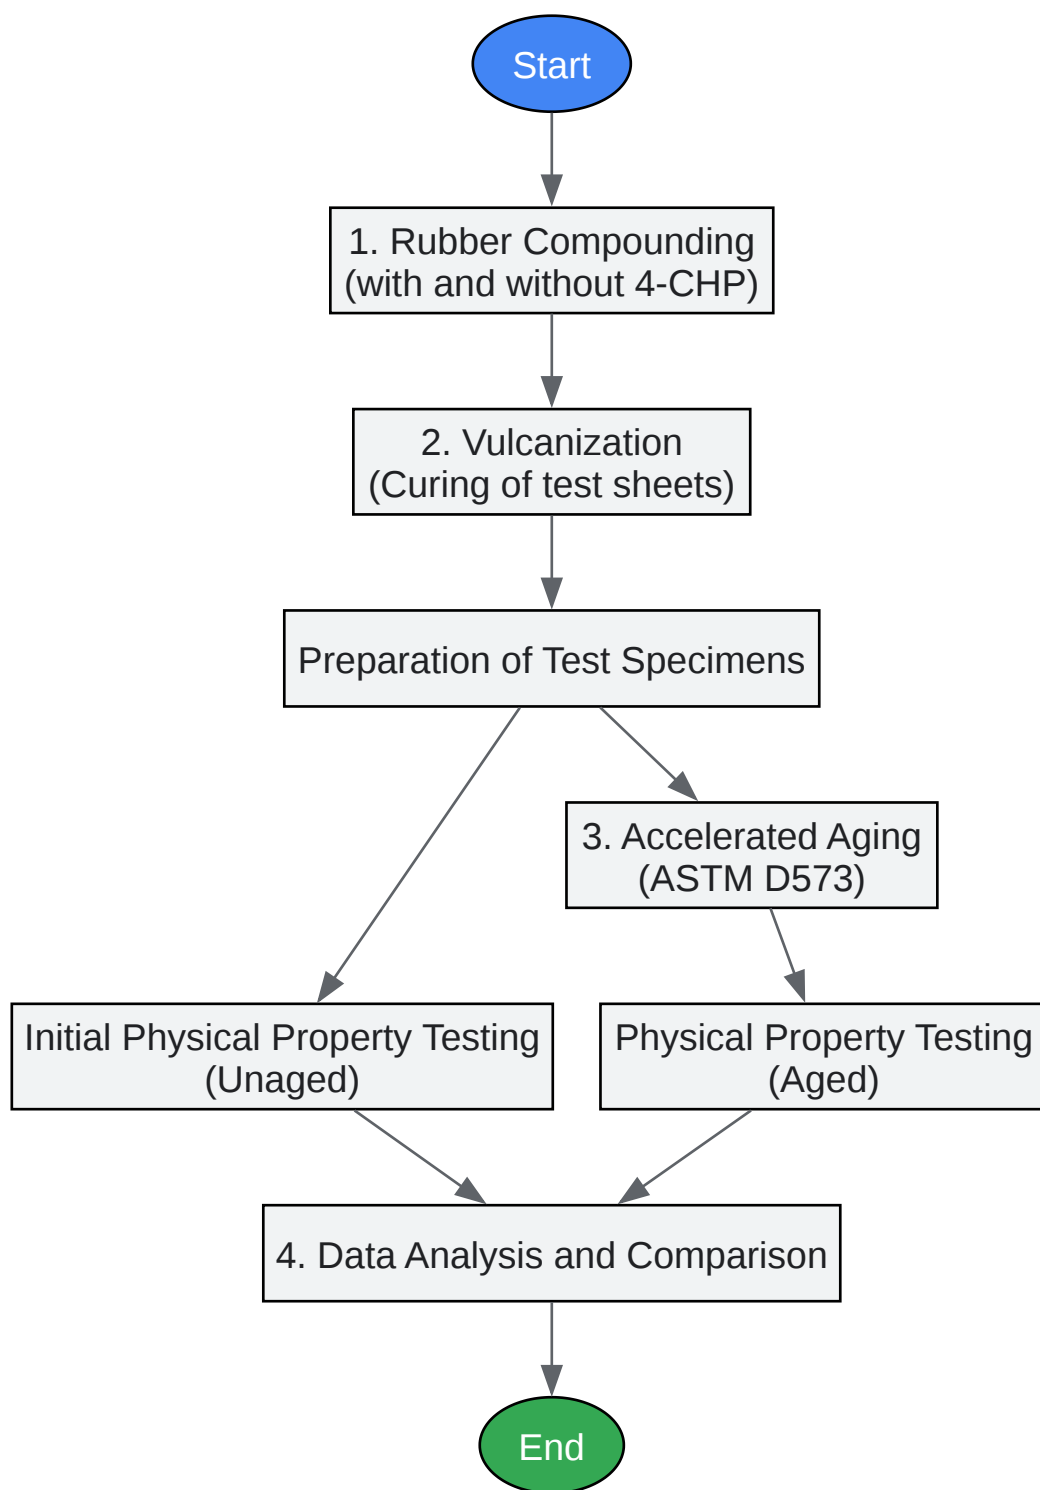 Start
1. Rubber Compounding
(with and without 4-CHP)
2. Vulcanization
(Curing of test sheets)
Preparation of Test Specimens
3. Accelerated Aging
(ASTM D573)
Initial Physical Property Testing
(Unaged)
Physical Property Testing
(Aged)
4. Data Analysis and Comparison
End